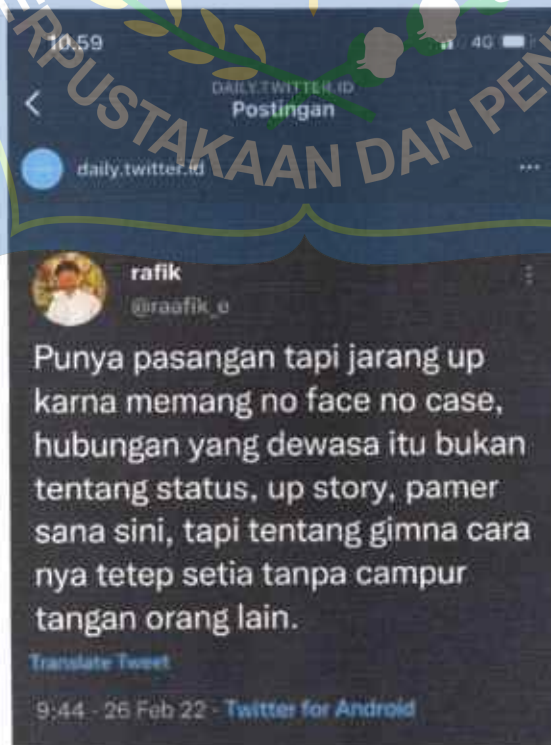 10.59
4G
DAILY.TWITTER.ID
Postingan
PERPUSTAKAAN DAN
daily.twitter.id
rafik
@raafik_e
Punya pasangan tapi jarang up
karna memang no face no case,
hubungan yang dewasa itu bukan
tentang status, up story, pamer
sana sini, tapi tentang gimna cara
nya tetep setia tanpa campur
tangan orang lain.
Translate Tweet
9:44 · 26 Feb 22 · Twitter for Android